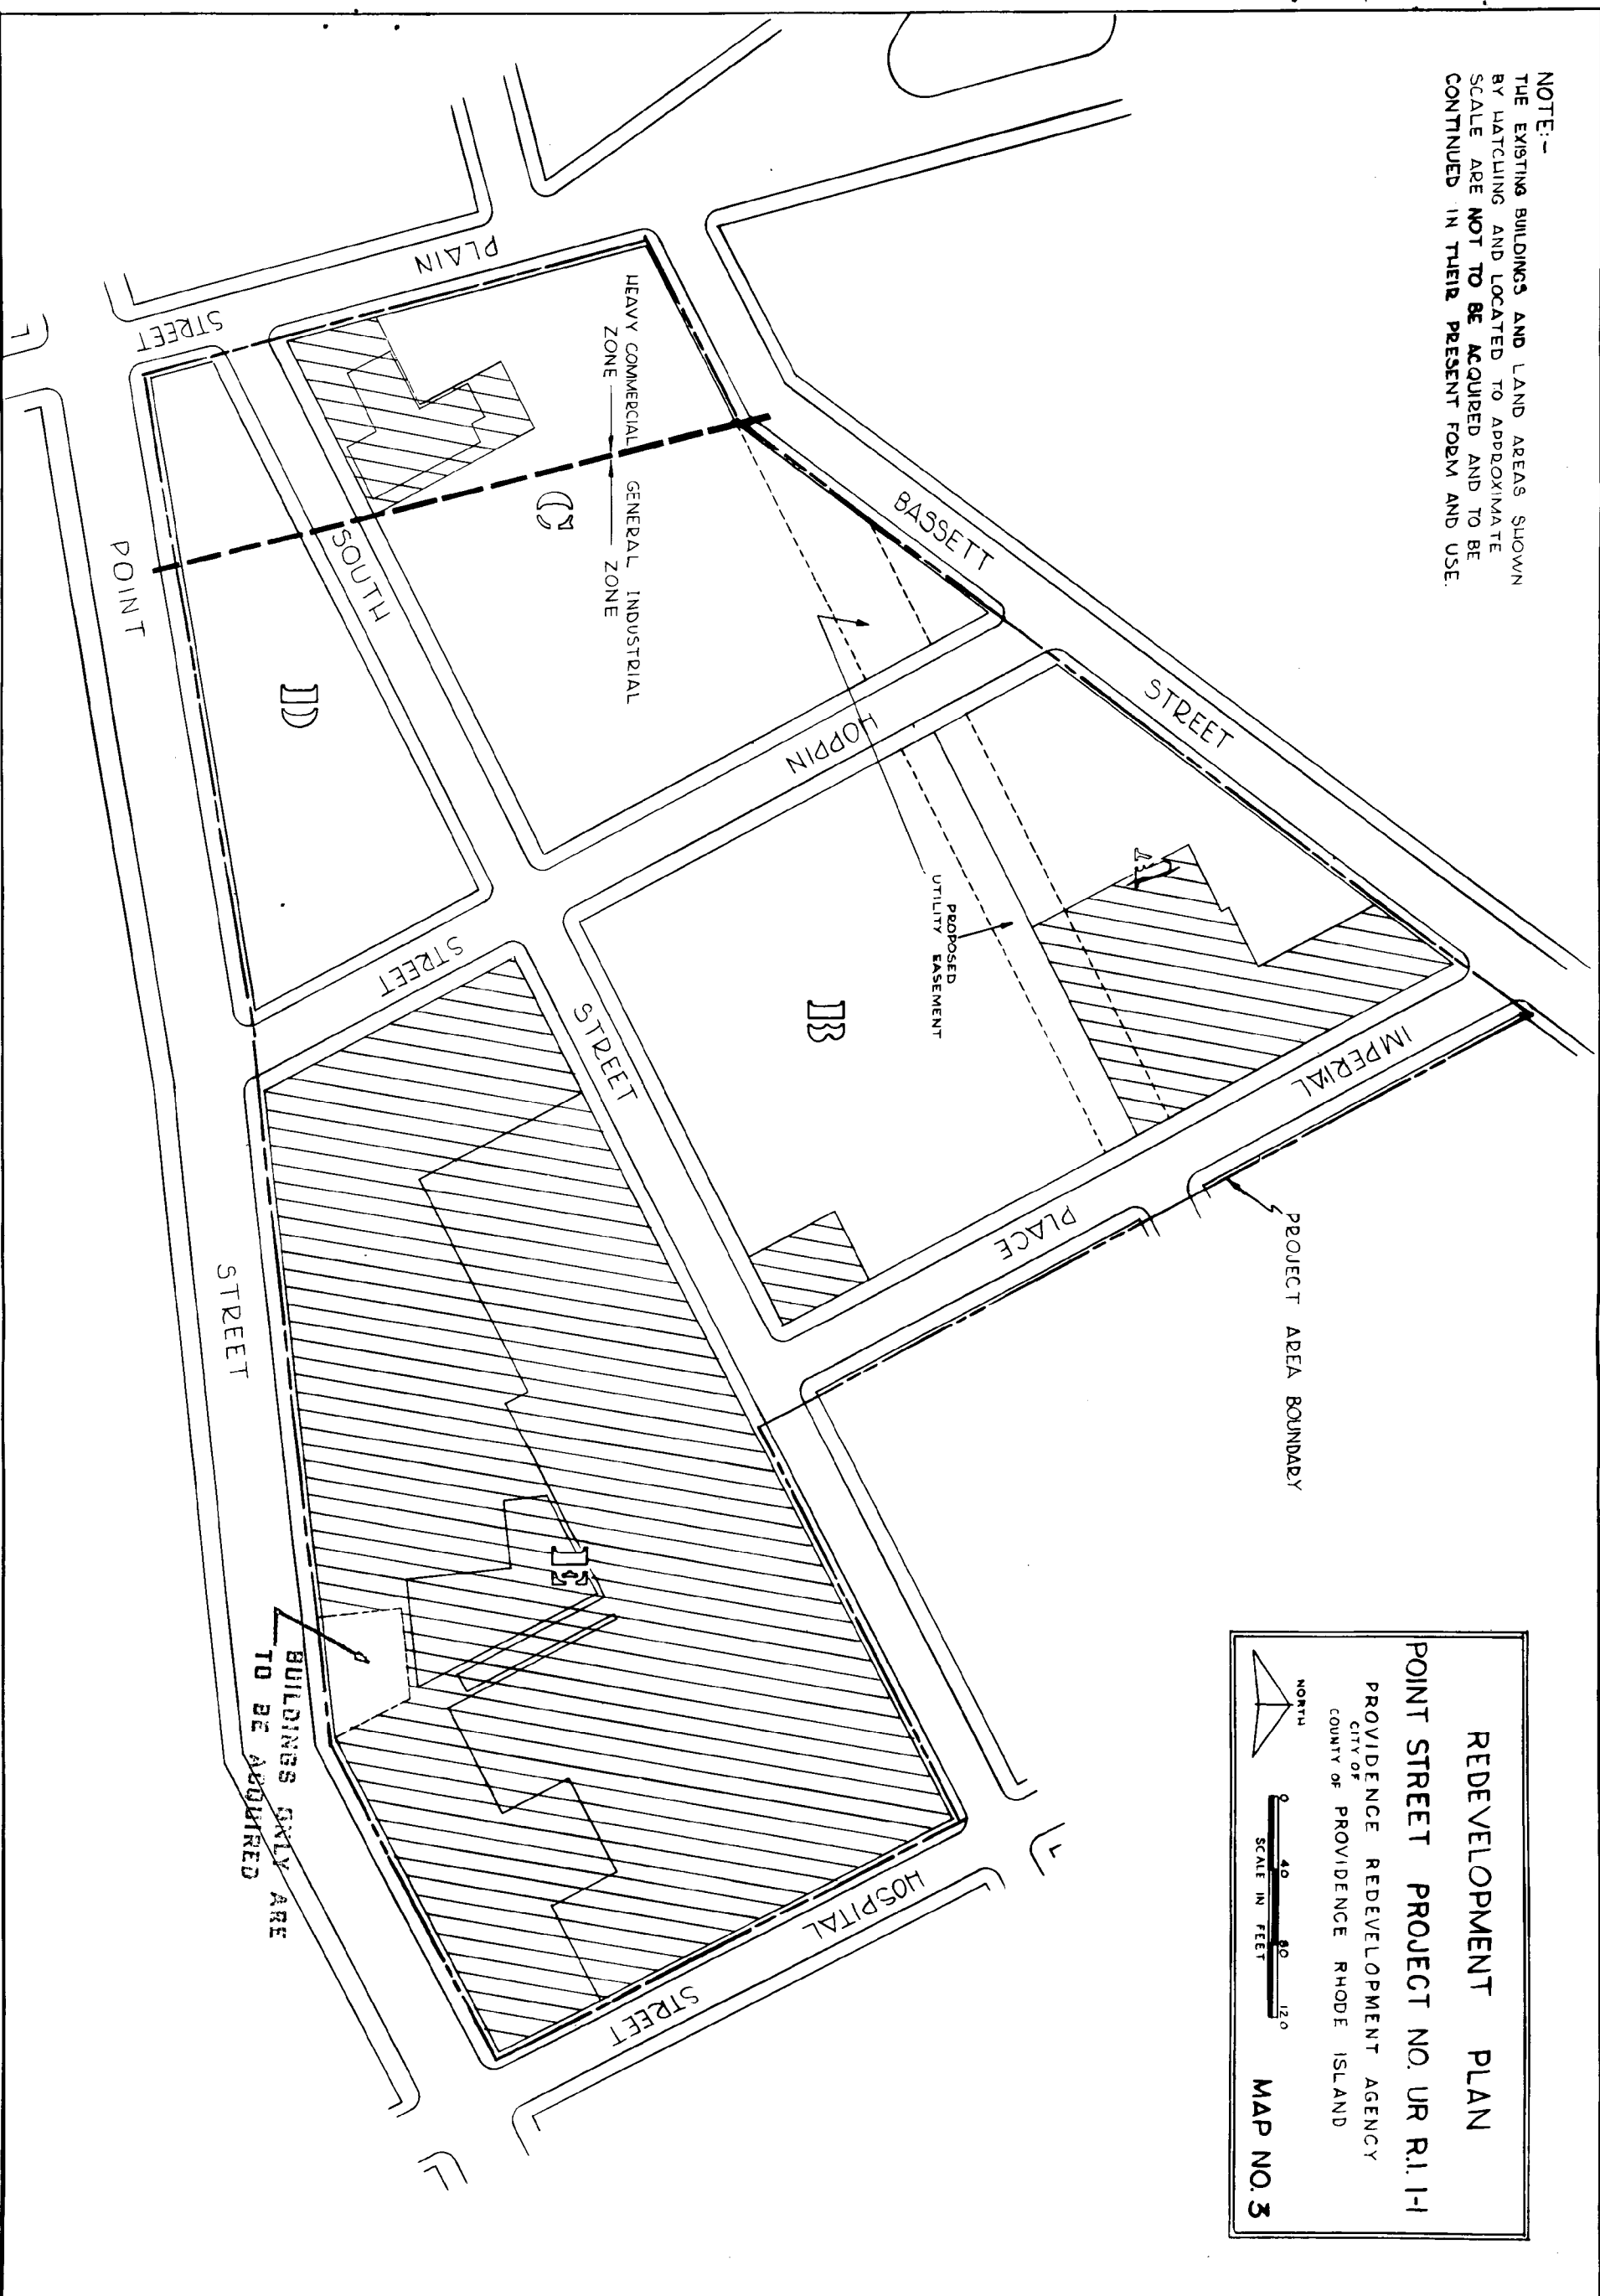 NOTE:-
THE EXISTING BUILDINGS AND LAND AREAS SHOWN
BY HATCHING AND LOCATED TO APPROXIMATE
SCALE ARE NOT TO BE ACQUIRED AND TO BE
CONTINUED IN THEIR PRESENT FORM AND USE.
REDEVELOPMENT PLAN
POINT STREET PROJECT NO. UR R.I. 1-1
PROVIDENCE REDEVELOPMENT AGENCY
CITY OF
COUNTY OF PROVIDENCE RHODE ISLAND
NORTH
0 40 80 120
SCALE IN FEET
MAP NO. 3
BASSETT
STREET
PLAIN
STREET
HEAVY COMMERCIAL
ZONE
GENERAL INDUSTRIAL
ZONE
C
HOPPIN
STREET
A
PROPOSED
UTILITY EASEMENT
B
IMPERIAL
PLACE
PROJECT AREA BOUNDARY
SOUTH
STREET
D
E
POINT
STREET
BUILDINGS ONLY ARE
TO BE ACQUIRED
HOSPITAL
STREET